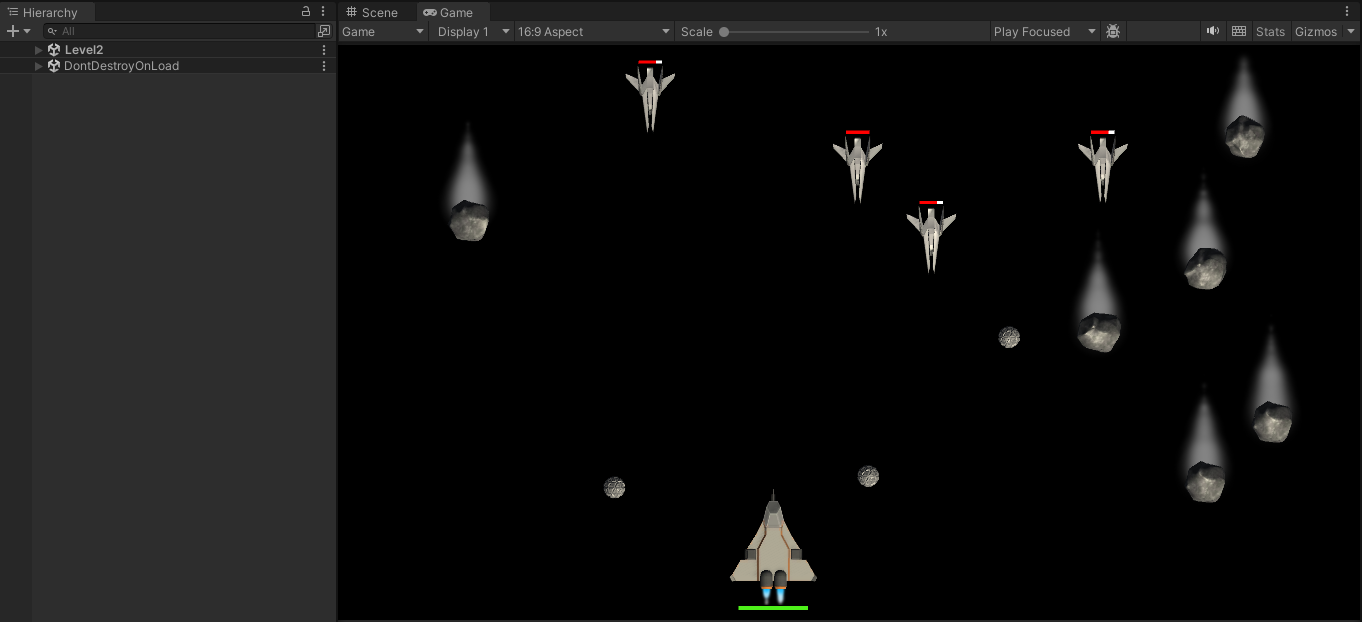 Hierarchy
Scene
Game
All
Game
Display 1
16:9 Aspect
Scale
1x
Play Focused
Stats
Gizmos
Level2
DontDestroyOnLoad